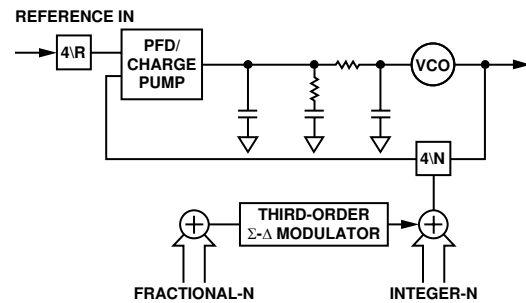 REFERENCE IN
4\R
PFD/
CHARGE
PUMP
VCO
4\N
THIRD-ORDER
Σ-Δ MODULATOR
FRACTIONAL-N
INTEGER-N